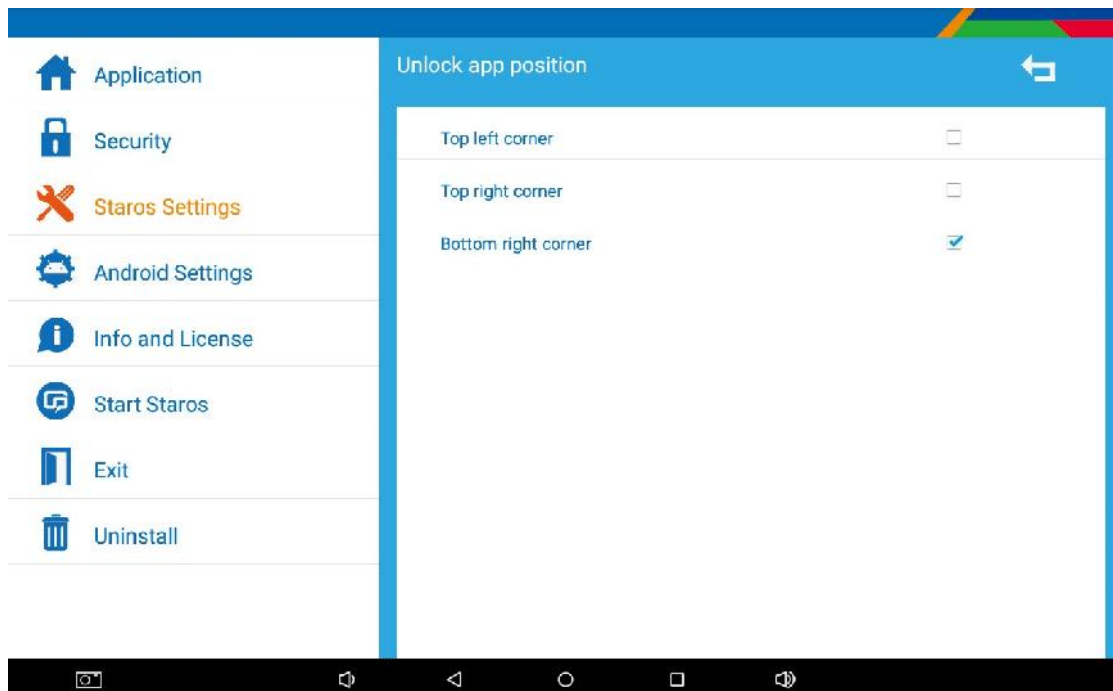 Application
Security
Staros Settings
Android Settings
Info and License
Start Staros
Exit
Uninstall
Unlock app position
Top left corner
Top right corner
Bottom right corner